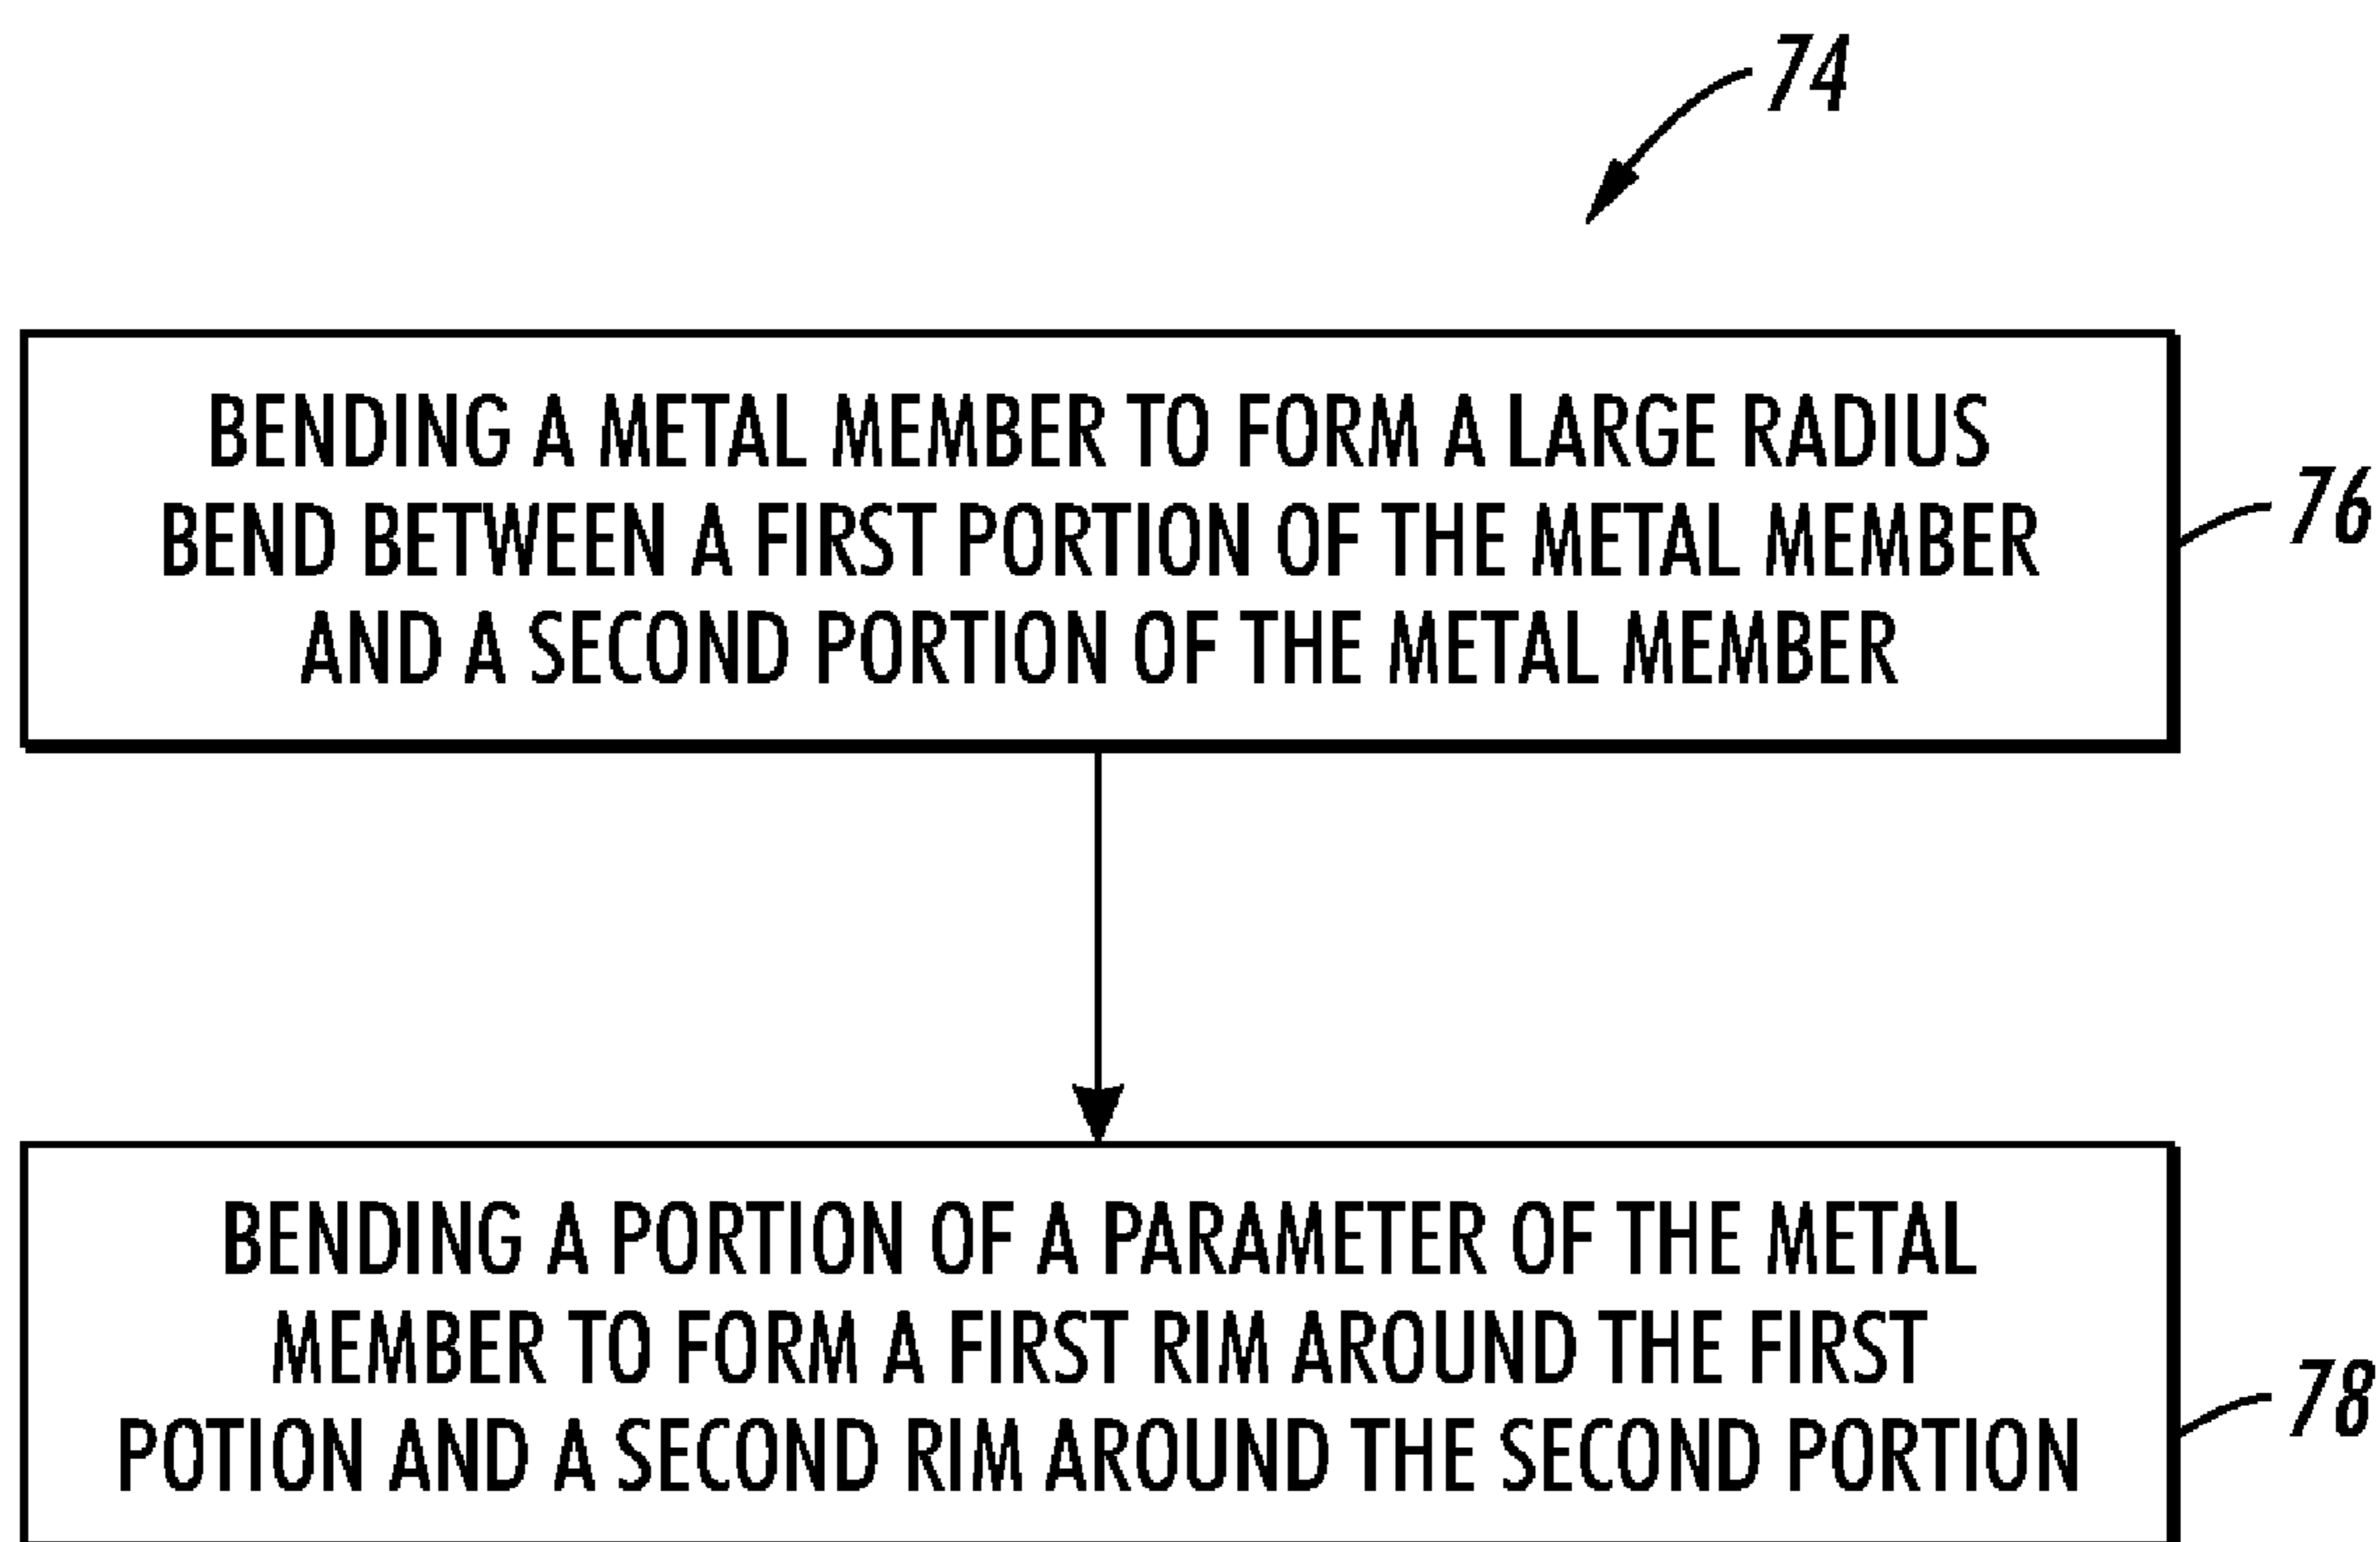 74
BENDING A METAL MEMBER TO FORM A LARGE RADIUS
BEND BETWEEN A FIRST PORTION OF THE METAL MEMBER
AND A SECOND PORTION OF THE METAL MEMBER
76
BENDING A PORTION OF A PARAMETER OF THE METAL
MEMBER TO FORM A FIRST RIM AROUND THE FIRST
POTION AND A SECOND RIM AROUND THE SECOND PORTION
78